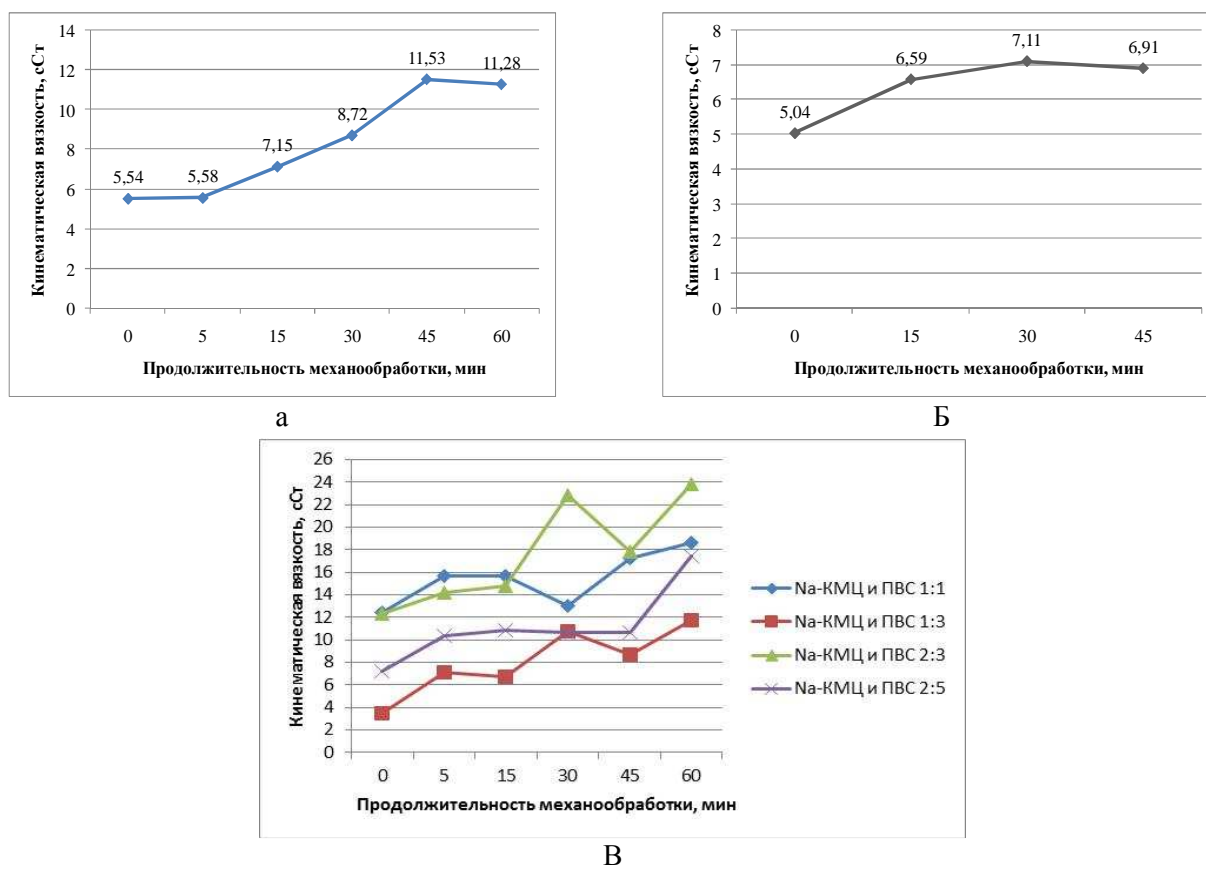 14
12
10
8
6
4
2
0
Кинематическая вязкость, сСт
5,54
5,58
7,15
8,72
11,53
11,28
0 5 15 30 45 60
Продолжительность механообработки, мин
а
8
7
6
5
4
3
2
1
0
Кинематическая вязкость, сСт
5,04
6,59
7,11
6,91
0 15 30 45
Продолжительность механообработки, мин
Б
26
24
22
20
18
16
14
12
10
8
6
4
2
0
Кинематическая вязкость, сСт
0 5 15 30 45 60
Продолжительность механообработки, мин
Na-КМЦ и ПВС 1:1
Na-КМЦ и ПВС 1:3
Na-КМЦ и ПВС 2:3
Na-КМЦ и ПВС 2:5
В